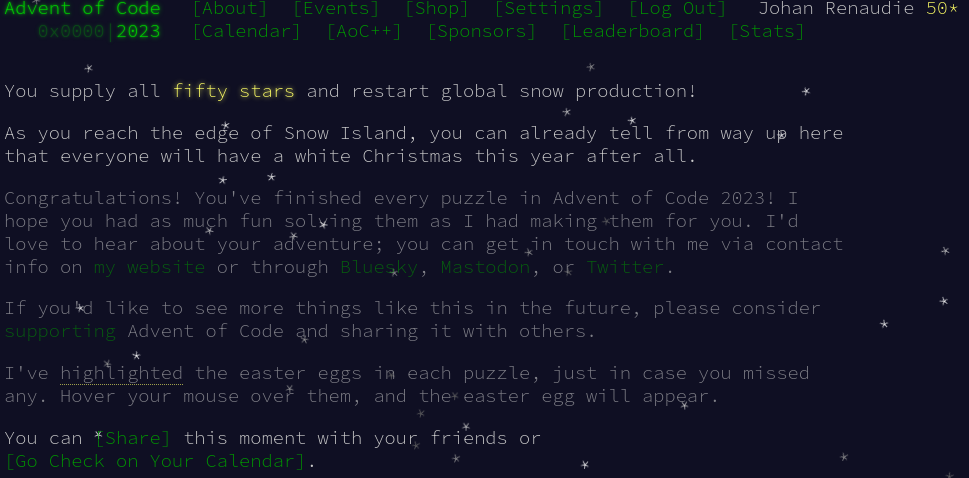 Advent of Code [About] [Events] [Shop] [Settings] [Log Out] Johan Renaudie 50*
0x0000|2023 [Calendar] [AoC++] [Sponsors] [Leaderboard] [Stats]
You supply all fifty stars and restart global snow production!
As you reach the edge of Snow Island, you can already tell from way up here
that everyone will have a white Christmas this year after all.
Congratulations! You've finished every puzzle in Advent of Code 2023! I
hope you had as much fun solving them as I had making them for you. I'd
love to hear about your adventure; you can get in touch with me via contact
info on my website or through Bluesky, Mastodon, or Twitter.
If you'd like to see more things like this in the future, please consider
supporting Advent of Code and sharing it with others.
I've highlighted the easter eggs in each puzzle, just in case you missed
any. Hover your mouse over them, and the easter egg will appear.
You can [Share] this moment with your friends or
[Go Check on Your Calendar].